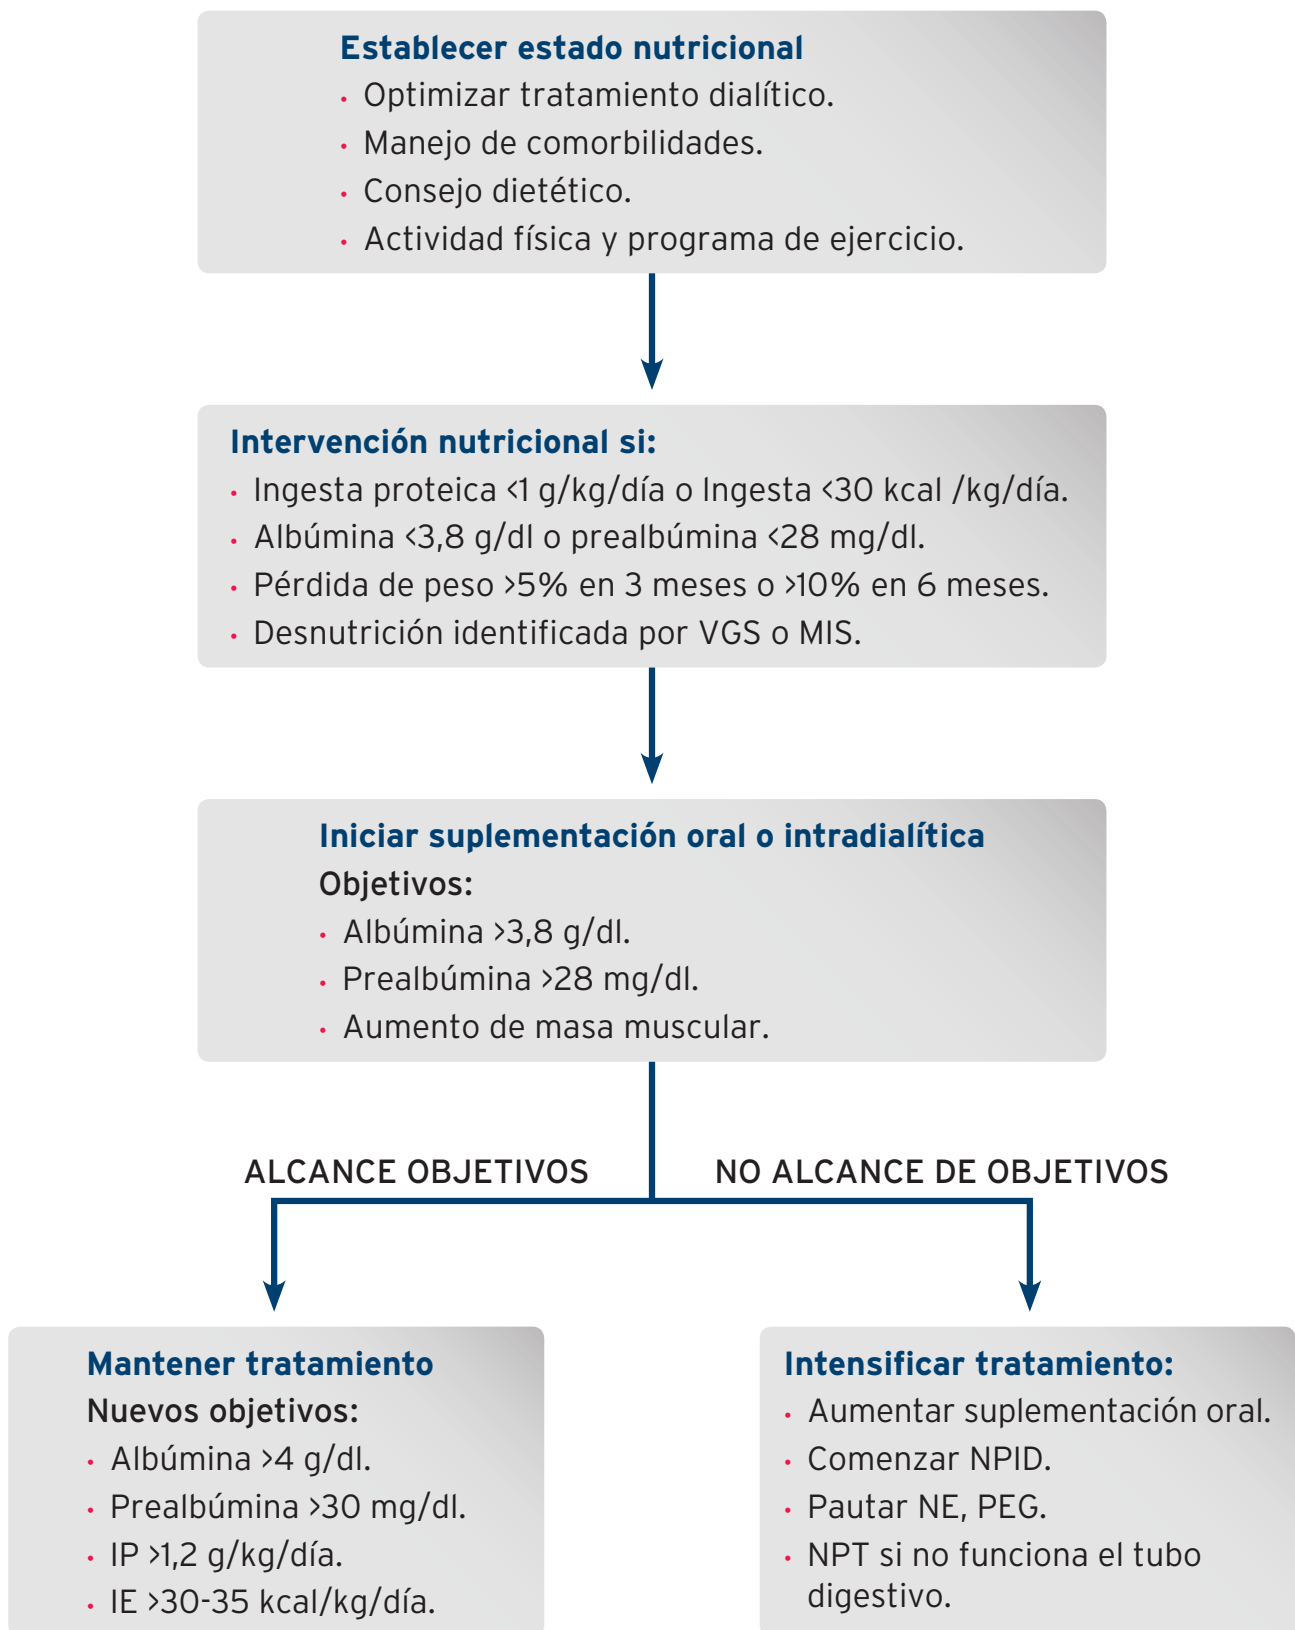 Establecer estado nutricional
• Optimizar tratamiento dialítico.
• Manejo de comorbilidades.
• Consejo dietético.
• Actividad física y programa de ejercicio.
Intervención nutricional si:
• Ingesta proteica <1 g/kg/día o Ingesta <30 kcal /kg/día.
• Albúmina <3,8 g/dl o prealbúmina <28 mg/dl.
• Pérdida de peso >5% en 3 meses o >10% en 6 meses.
• Desnutrición identificada por VGS o MIS.
Iniciar suplementación oral o intradialítica
Objetivos:
• Albúmina >3,8 g/dl.
• Prealbúmina >28 mg/dl.
• Aumento de masa muscular.
ALCANCE OBJETIVOS
NO ALCANCE DE OBJETIVOS
Mantener tratamiento
Nuevos objetivos:
• Albúmina >4 g/dl.
• Prealbúmina >30 mg/dl.
• IP >1,2 g/kg/día.
• IE >30-35 kcal/kg/día.
Intensificar tratamiento:
• Aumentar suplementación oral.
• Comenzar NPID.
• Pautar NE, PEG.
• NPT si no funciona el tubo
digestivo.